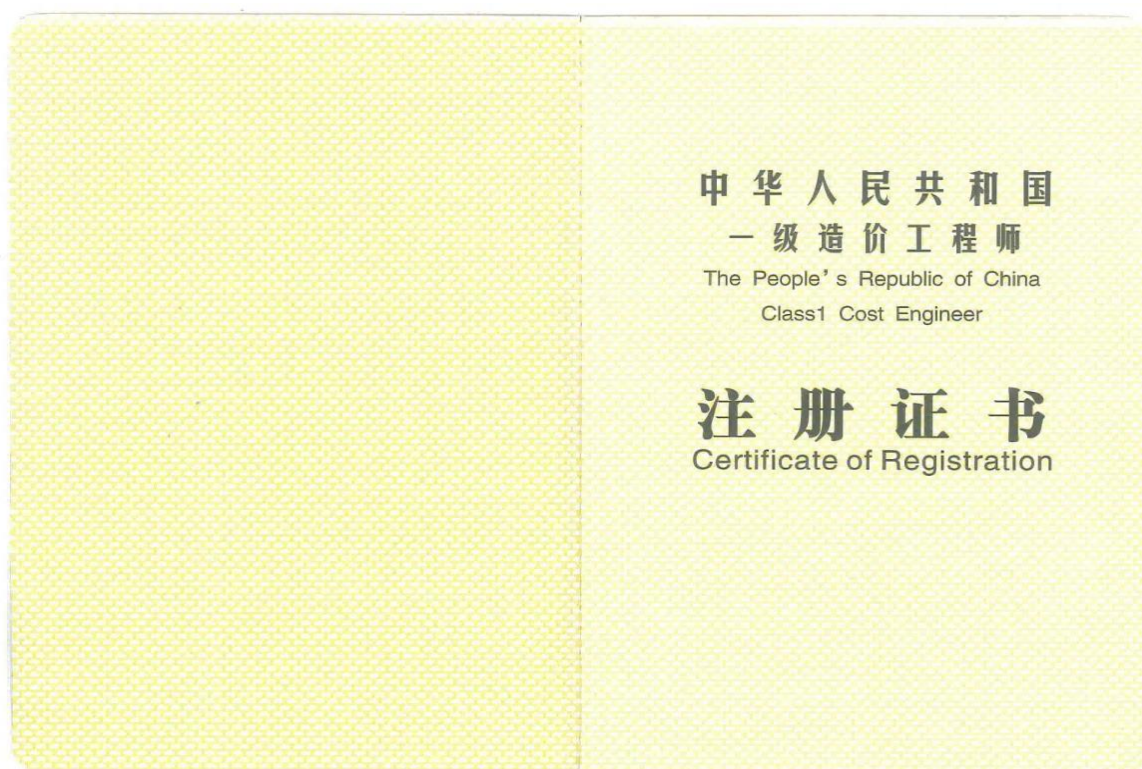 中华人民共和国
一级造价工程师
The People's Republic of China
Class1 Cost Engineer
注册证书
Certificate of Registration